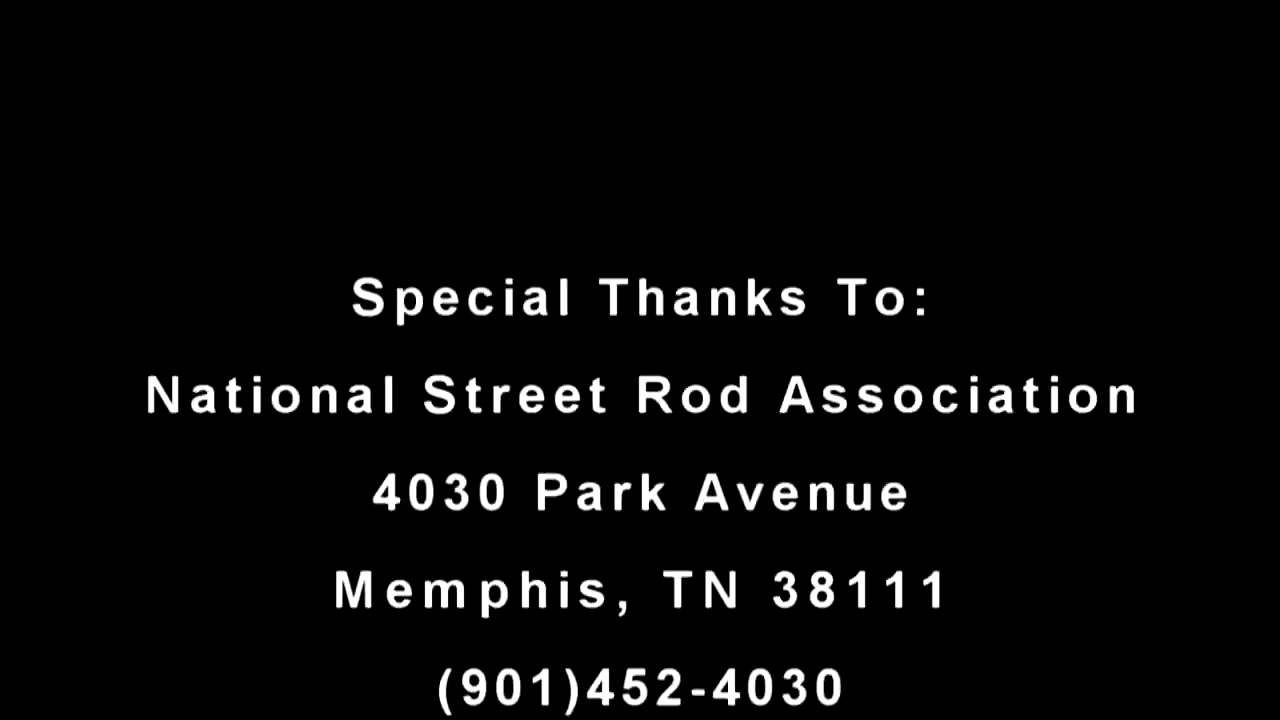 Special Thanks To:
National Street Rod Association
4030 Park Avenue
Memphis, TN 38111
(901)452-4030